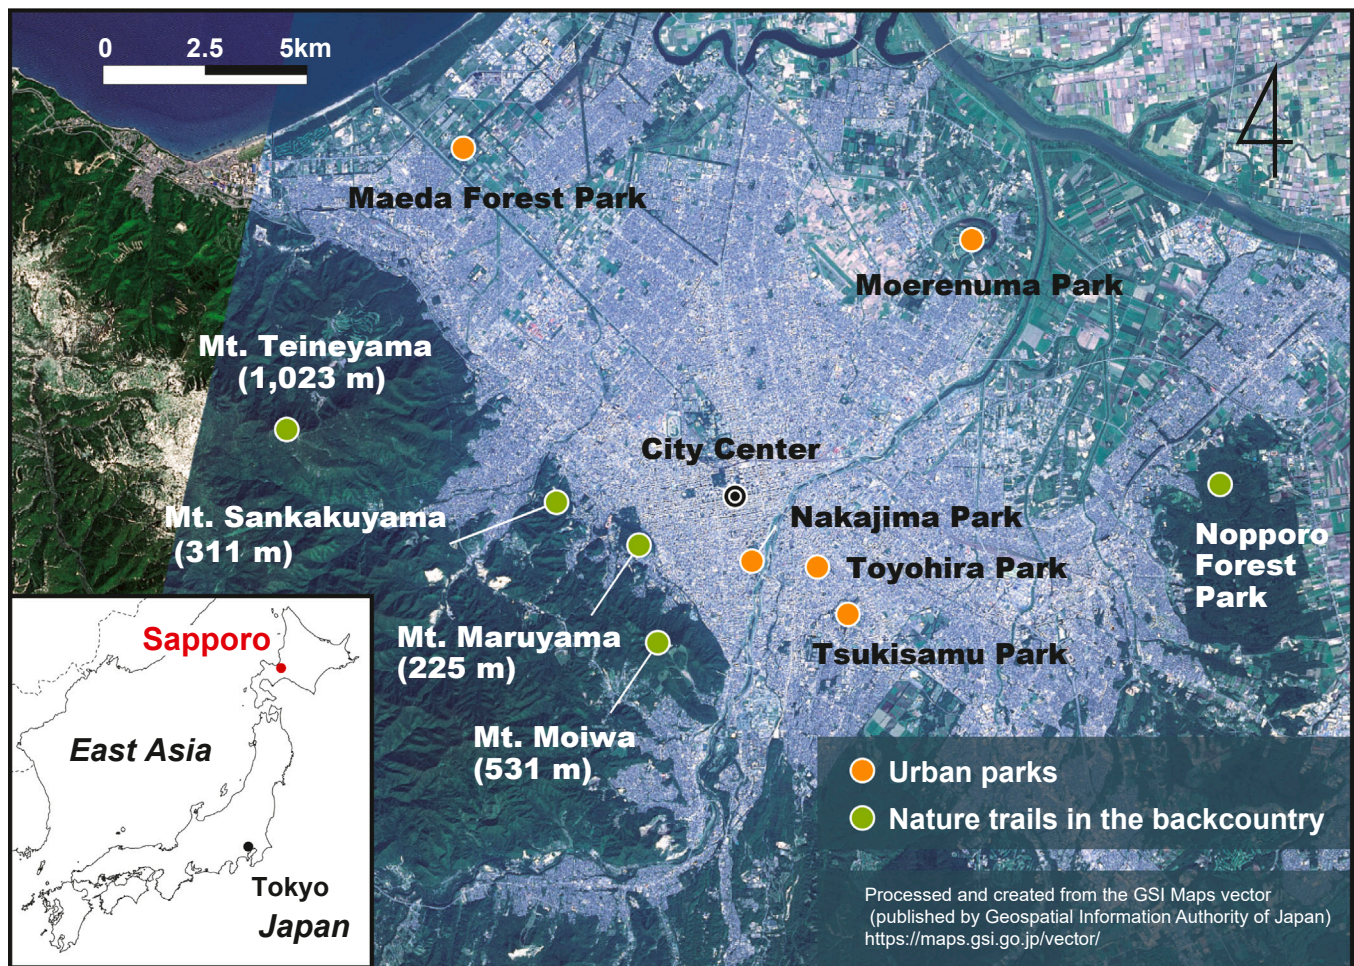 0 2.5 5km
Maeda Forest Park
Moerenuma Park
Mt. Teineyama
(1,023 m)
City Center
Mt. Sankakuyama
(311 m)
Nakajima Park
Toyohira Park
Nopporo
Forest
Park
Mt. Maruyama
(225 m)
Tsukisamu Park
Mt. Moiwa
(531 m)
Sapporo
East Asia
Tokyo
Japan
Urban parks
Nature trails in the backcountry
Processed and created from the GSI Maps vector
(published by Geospatial Information Authority of Japan)
https://maps.gsi.go.jp/vector/